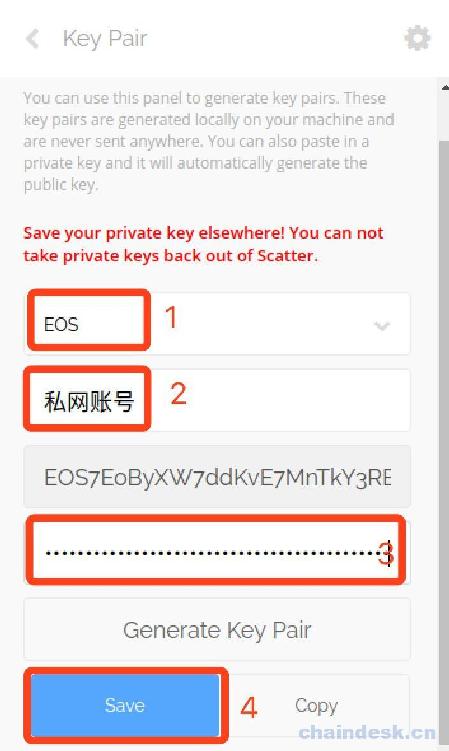 Key Pair
You can use this panel to generate key pairs. These
key pairs are generated locally on your machine and
are never sent anywhere. You can also paste in a
private key and it will automatically generate the
public key.
Save your private key elsewhere! You can not
take private keys back out of Scatter.
EOS 1
私网账号 2
EOS7EoByXW7ddKvE7MnTkY3RE
3
Generate Key Pair
Save 4 Copy
chaindesk.cn